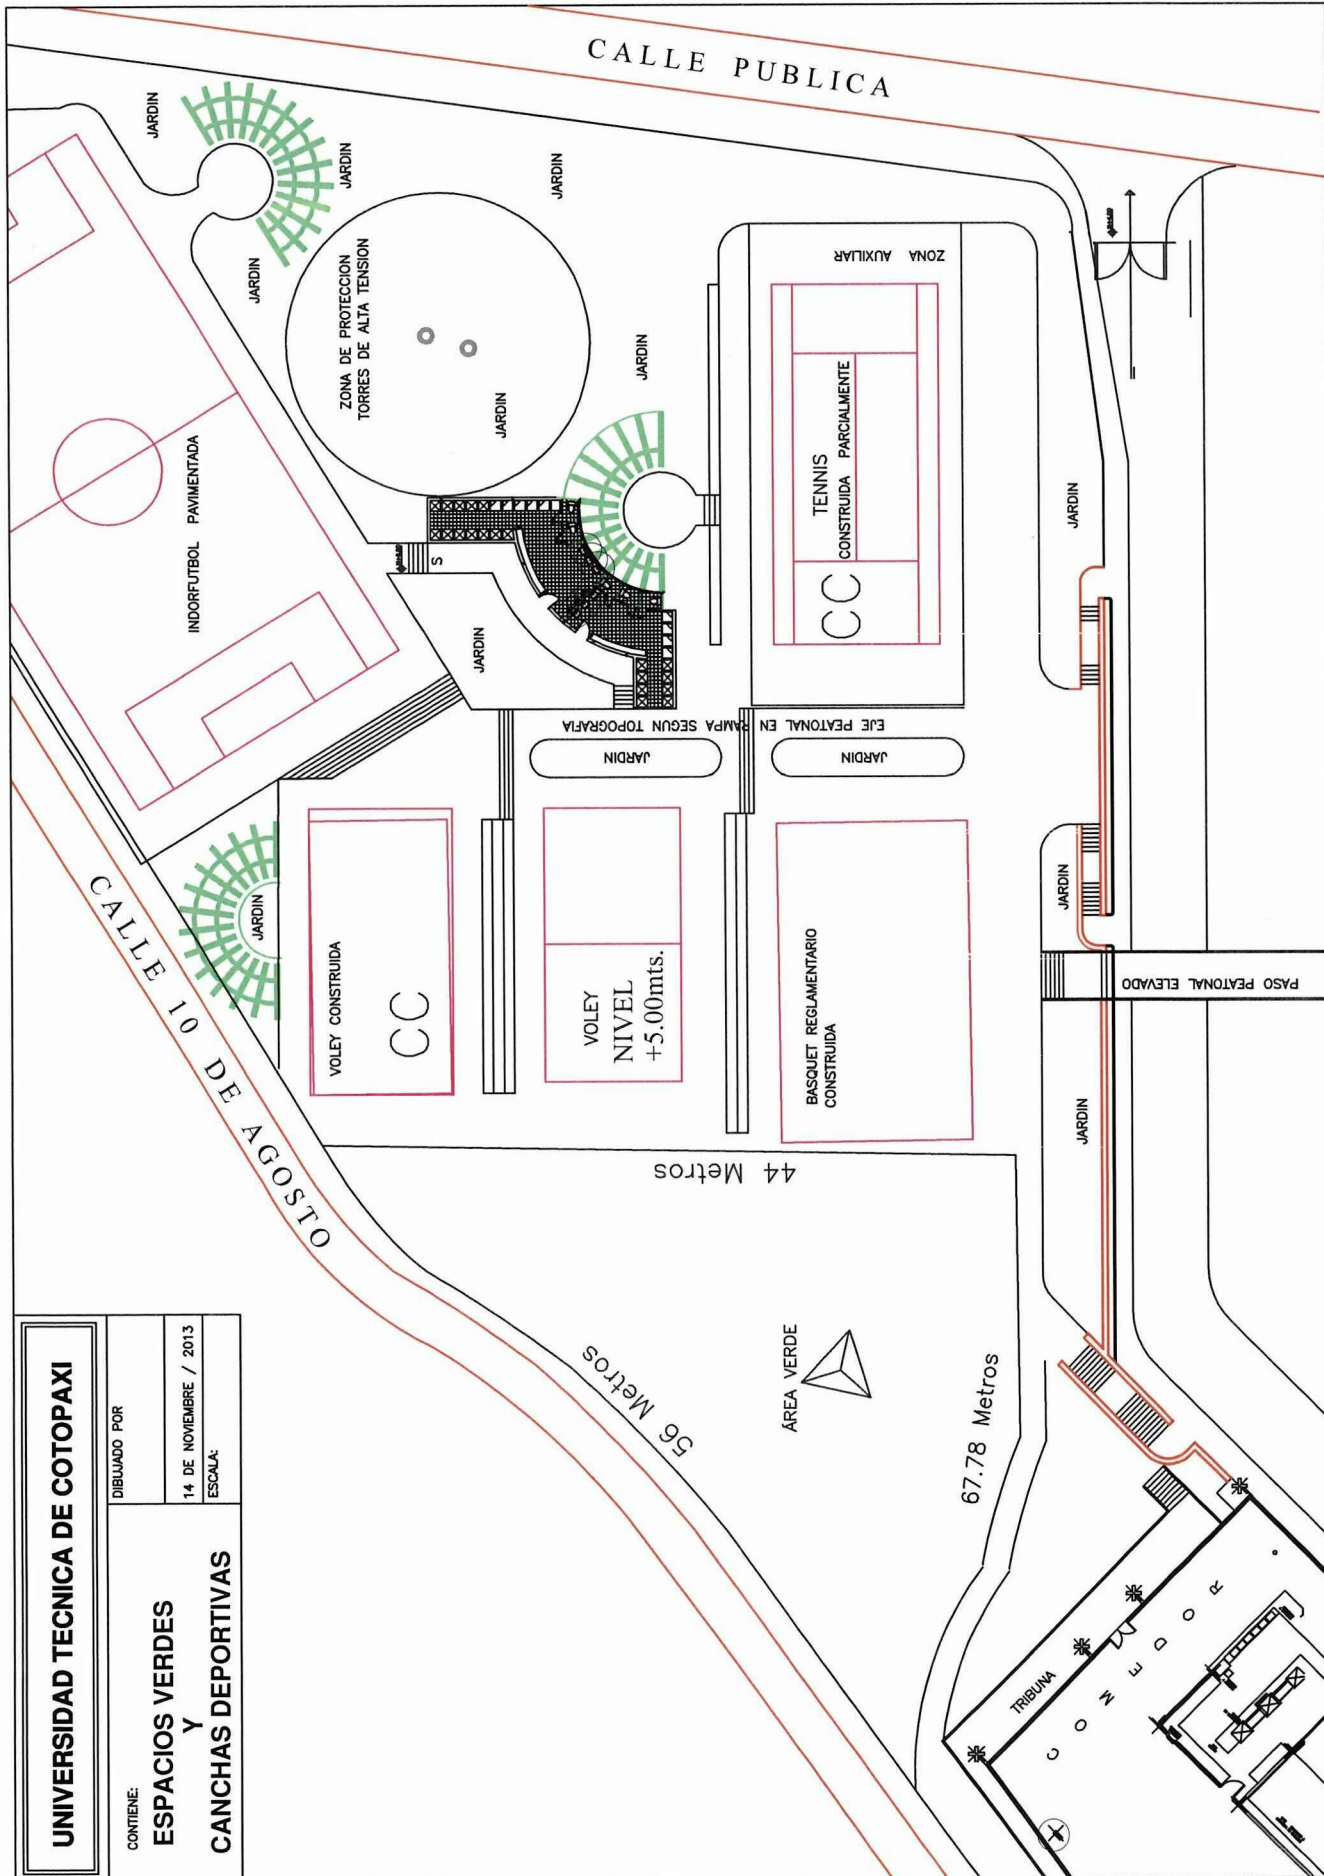 UNIVERSIDAD TECNICA DE COTOPAXI
CONTIENE:
ESPACIOS VERDES
Y
CANCHAS DEPORTIVAS
DIBUJADO POR
14 DE NOVIEMBRE / 2013
ESCALA:
CALLE PUBLICA
CALLE 10 DE AGOSTO
JARDIN
JARDIN
JARDIN
JARDIN
INDORFUTBOL PAVIMENTADA
ZONA DE PROTECCION
TORRES DE ALTA TENSION
JARDIN
JARDIN
ZONA AUXILIAR
TENNIS
CONSTRUIDA PARCIALMENTE
CC
S
JARDIN
JARDIN
EJE PEATONAL EN RAMPA SEGUN TOPOGRAFIA
JARDIN
JARDIN
JARDIN
VOLEY CONSTRUIDA
CC
VOLEY
NIVEL
+5.00mts.
BASQUET REGLAMENTARIO
CONSTRUIDA
JARDIN
PASO PEATONAL ELEVADO
JARDIN
44 Metros
56 Metros
ÁREA VERDE
67.78 Metros
TRIBUNA
COMEDOR